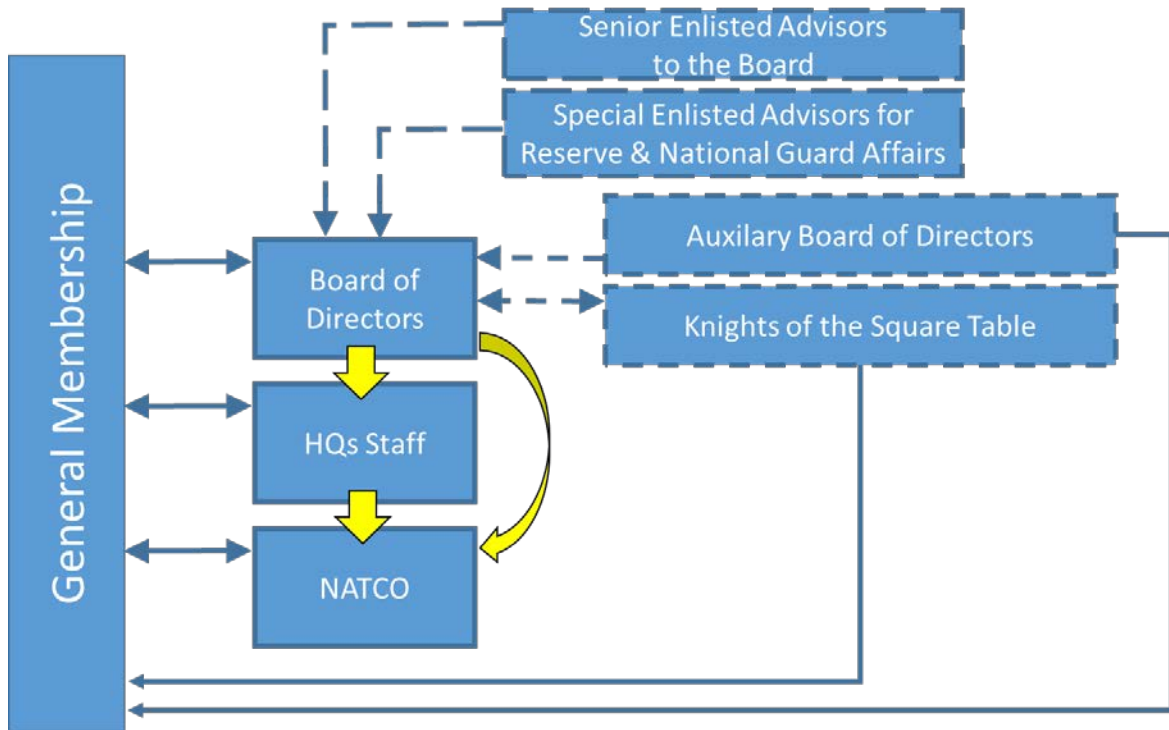 Senior Enlisted Advisors
to the Board
Special Enlisted Advisors for
Reserve & National Guard Affairs
General Membership
Auxilary Board of Directors
Board of
Directors
Knights of the Square Table
HQs Staff
NATCO